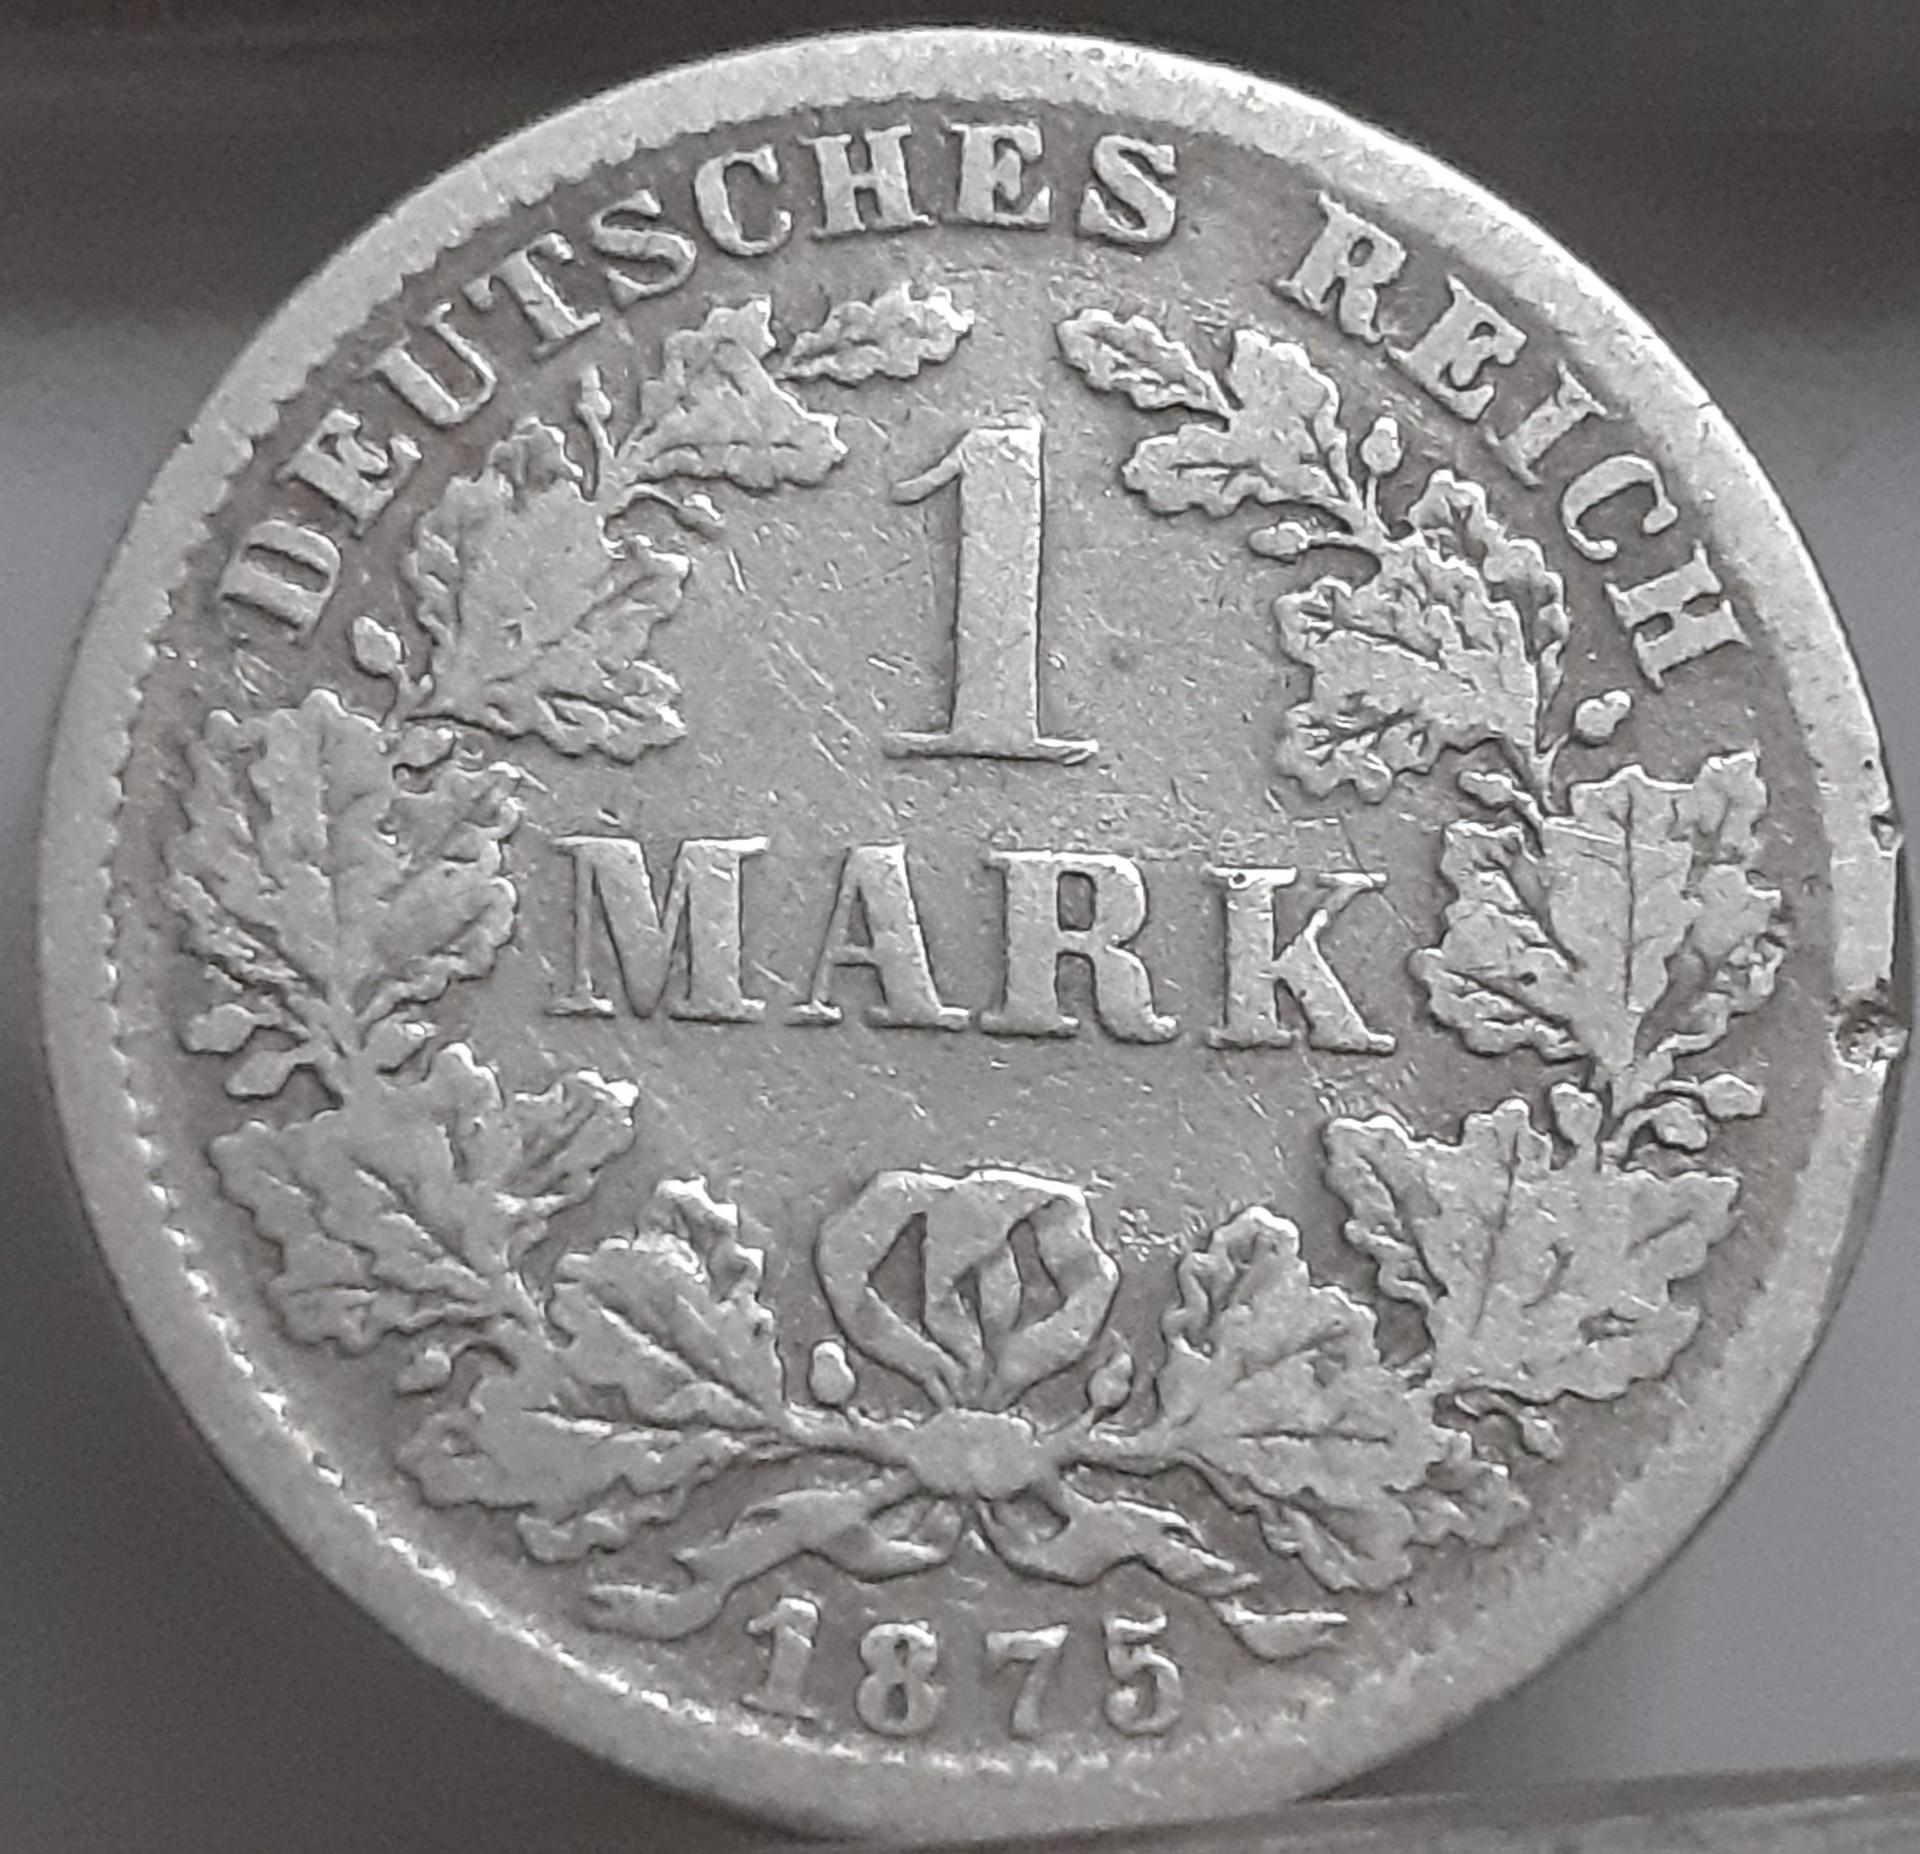 DEUTSCHES REICH
1
MARK
1875